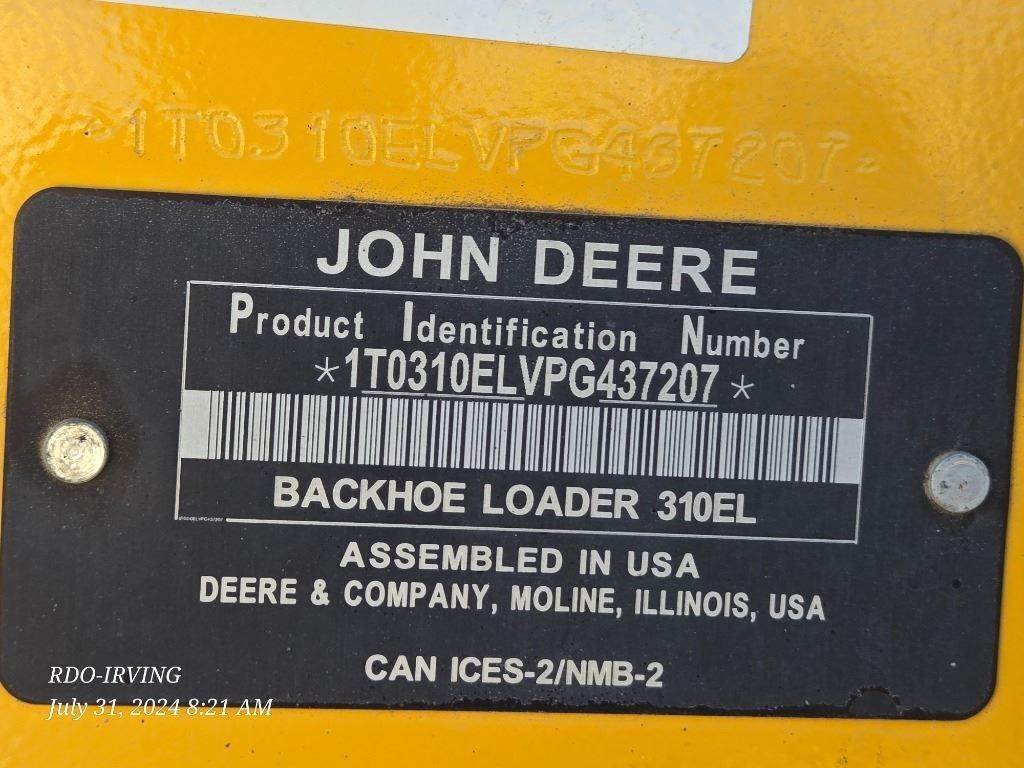 *1T0310ELVPG437207*
JOHN DEERE
Product Identification Number
*1T0310ELVPG437207*
BACKHOE LOADER 310EL
ASSEMBLED IN USA
DEERE & COMPANY, MOLINE, ILLINOIS, USA
CAN ICES-2/NMB-2
RDO-IRVING
July 31, 2024 8:21 AM